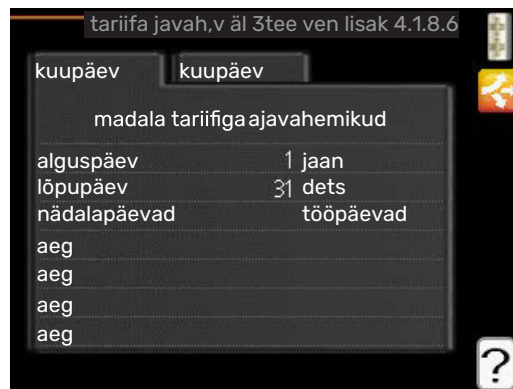 tariifa javah,v äl 3tee ven lisak 4.1.8.6
kuupäev kuupäev
madala tariifiga ajavahemikud
alguspäev 1 jaan
lõpupäev 31 dets
nädalapäevad tööpäevad
aeg
aeg
aeg
aeg
?